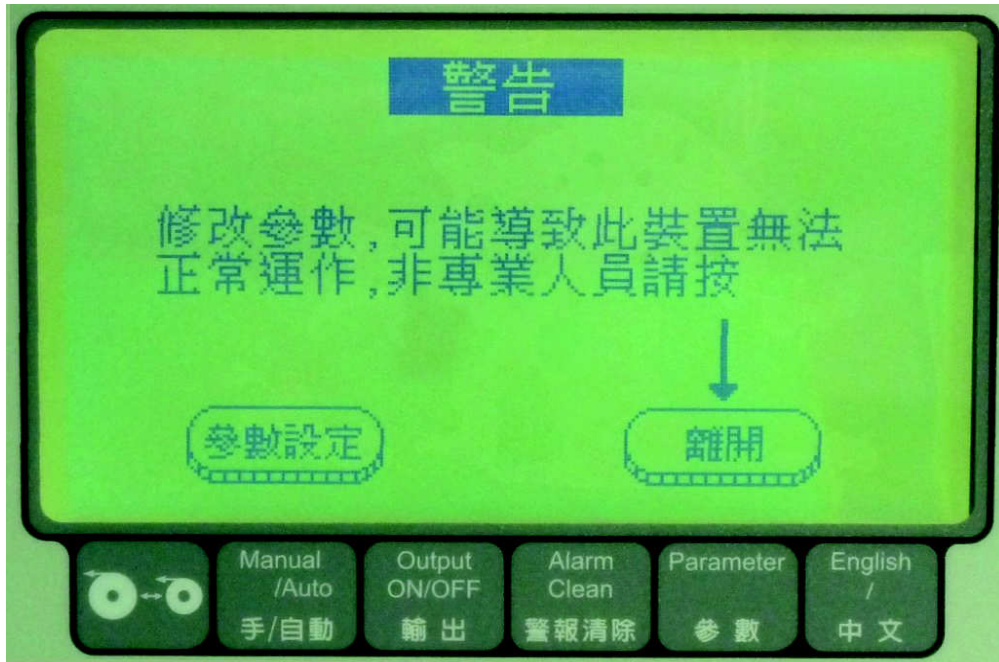 警告
修改參數,可能導致此裝置無法
正常運作,非專業人員請按
參數設定 離開
Manual /Auto 手/自動
Output ON/OFF 輸出
Alarm Clean 警報清除
Parameter 參數
English / 中文